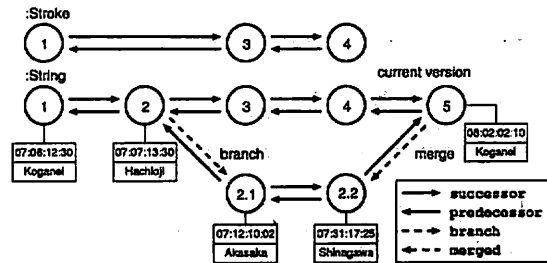 :Stroke
1 3 4
:String
current version
1 2 3 4 5
07:06:12:30
Koganei
07:07:13:30
Hachioji
branch
merge
08:02:02:10
Koganei
2.1 2.2
07:12:10:02
Akasaka
07:31:17:25
Shinagawa
successor
predecessor
branch
merged